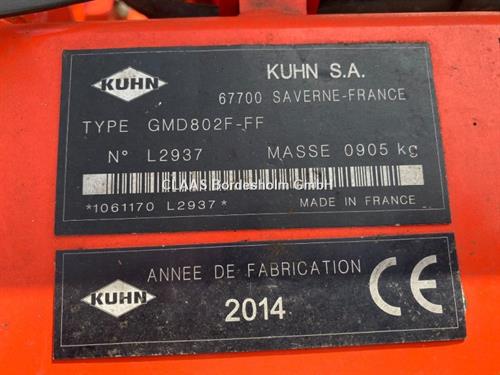 KUHN
KUHN S.A.
67700 SAVERNE-FRANCE
TYPE GMD802F-FF
N° L2937 MASSE 0905 kg
CLAAS Bordesholm GmbH
*1061170 L2937* MADE IN FRANCE
KUHN
ANNEE DE FABRICATION
2014
CE